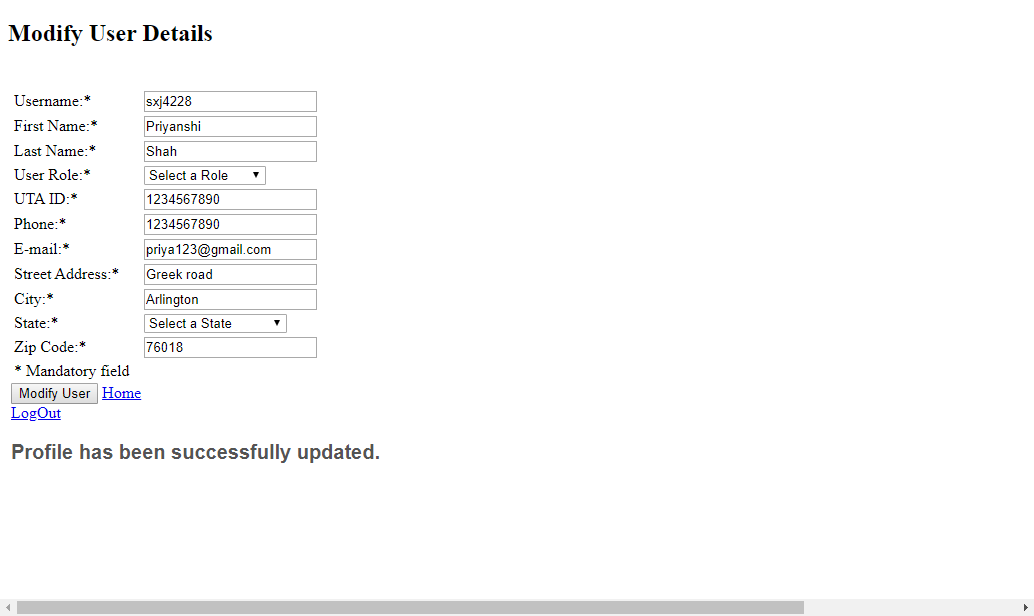 Modify User Details
Username:* sxj4228
First Name:* Priyanshi
Last Name:* Shah
User Role:* Select a Role
UTA ID:* 1234567890
Phone:* 1234567890
E-mail:* priya123@gmail.com
Street Address:* Greek road
City:* Arlington
State:* Select a State
Zip Code:* 76018
* Mandatory field
Modify User Home
LogOut
Profile has been successfully updated.